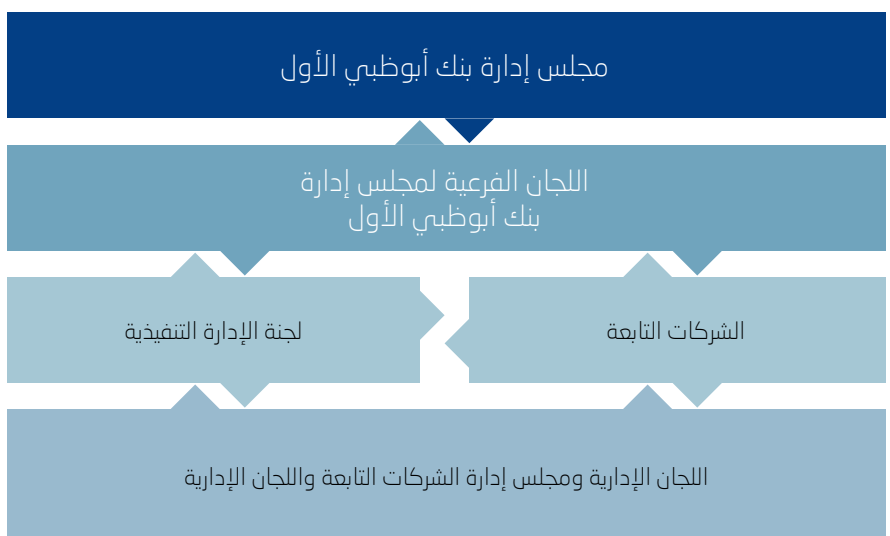 مجلس إدارة بنك أبوظبي الأول
اللجان الفرعية لمجلس إدارة
بنك أبوظبي الأول
الشركات التابعة
لجنة الإدارة التنفيذية
اللجان الإدارية ومجلس إدارة الشركات التابعة واللجان الإدارية